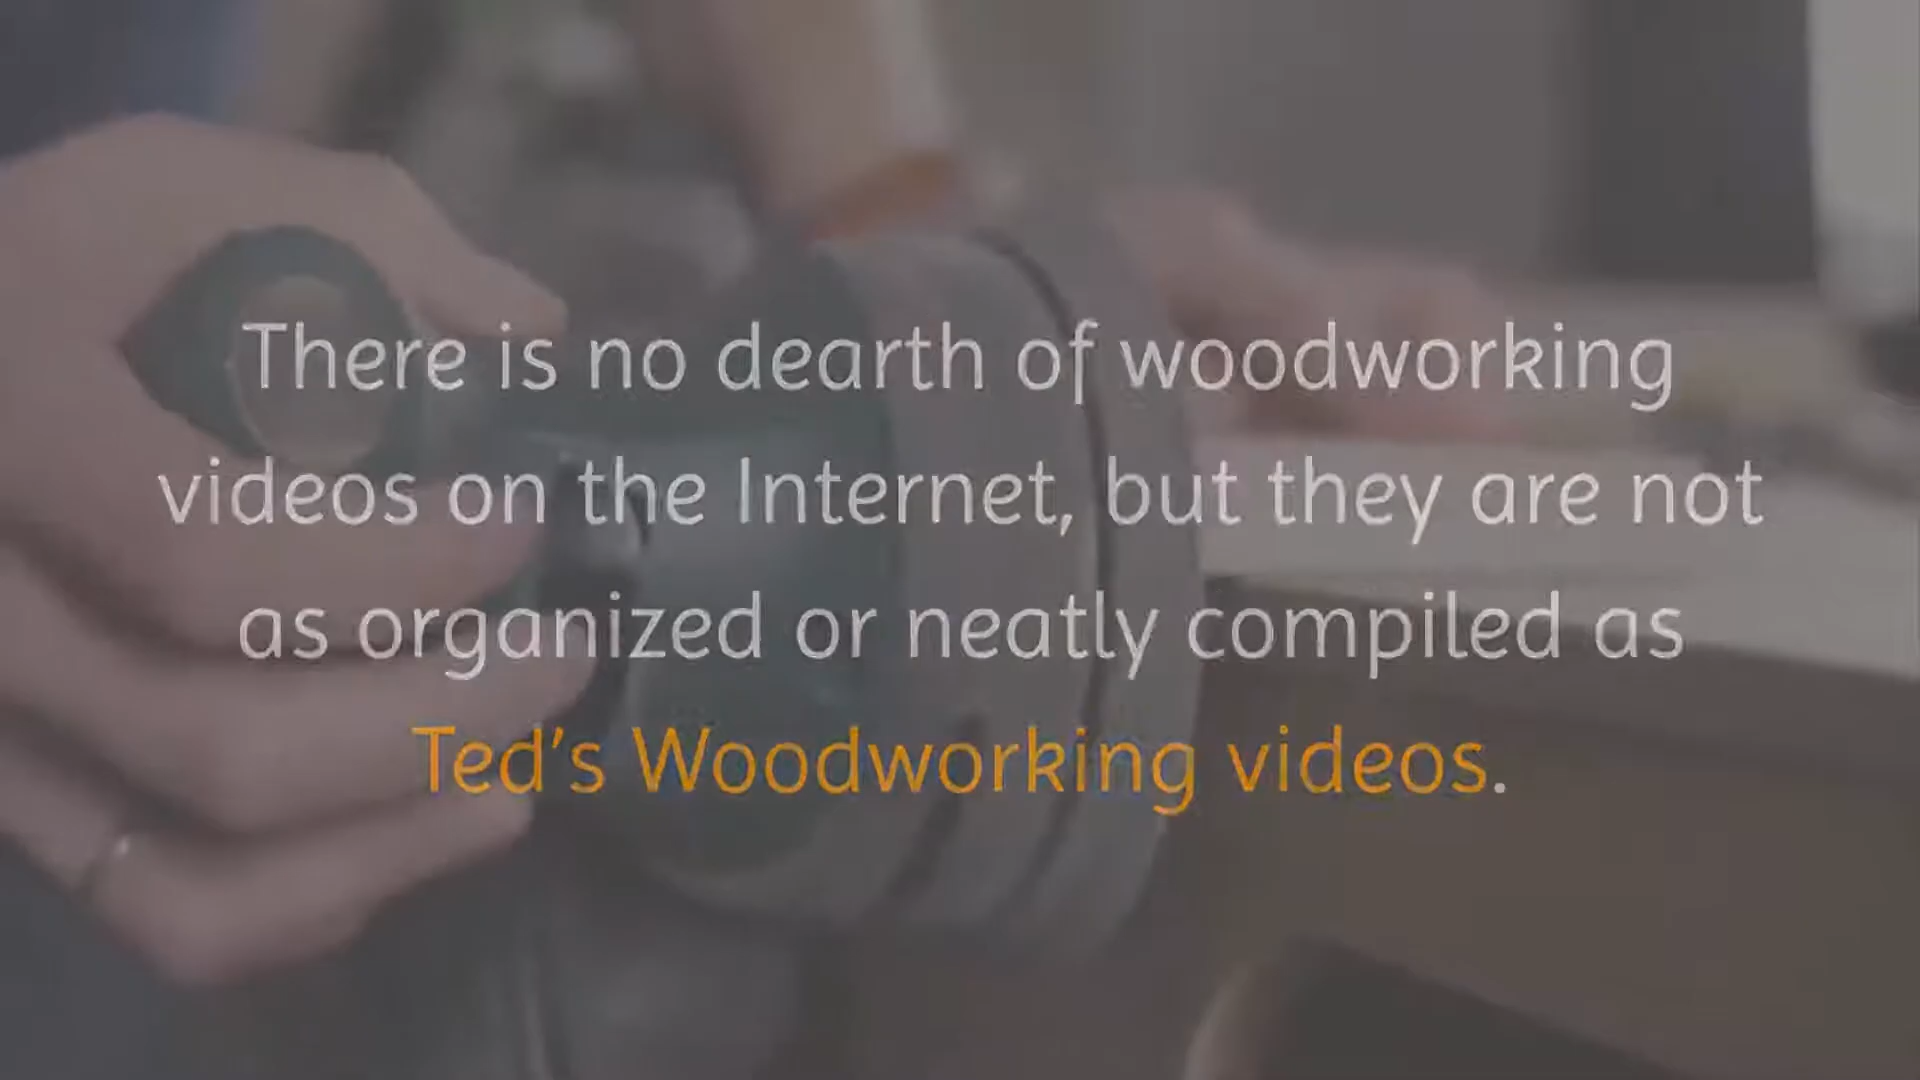 There is no dearth of woodworking
videos on the Internet, but they are not
as organized or neatly compiled as
Ted’s Woodworking videos.